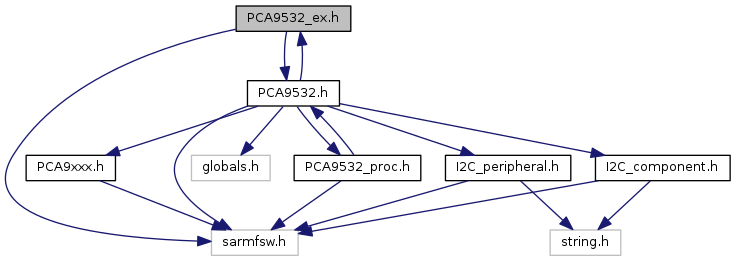 PCA9532_ex.h
PCA9532.h
PCA9xxx.h
globals.h
PCA9532_proc.h
I2C_peripheral.h
I2C_component.h
sarmfsw.h
string.h